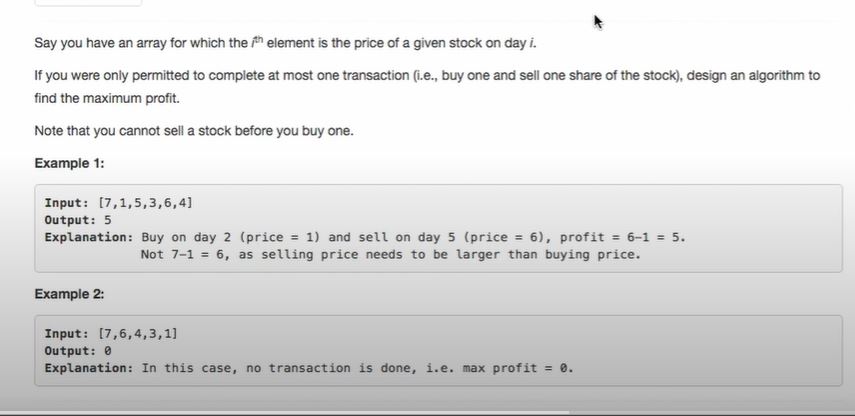 Say you have an array for which the ith element is the price of a given stock on day i.
If you were only permitted to complete at most one transaction (i.e., buy one and sell one share of the stock), design an algorithm to
find the maximum profit.
Note that you cannot sell a stock before you buy one.
Example 1:
Input: [7,1,5,3,6,4]
Output: 5
Explanation: Buy on day 2 (price = 1) and sell on day 5 (price = 6), profit = 6-1 = 5.
Not 7-1 = 6, as selling price needs to be larger than buying price.
Example 2:
Input: [7,6,4,3,1]
Output: 0
Explanation: In this case, no transaction is done, i.e. max profit = 0.